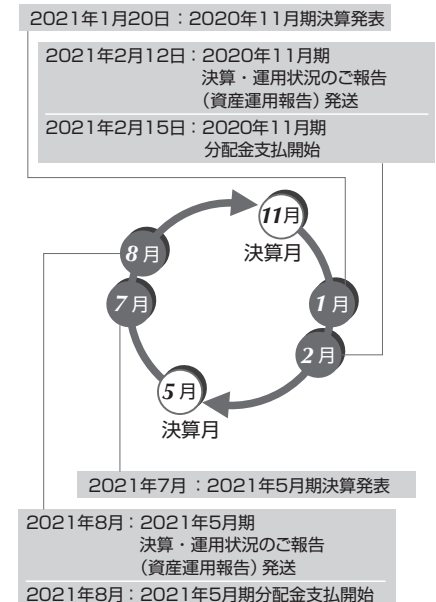 2021年1月20日：2020年11月期決算発表
2021年2月12日：2020年11月期
決算・運用状況のご報告
（資産運用報告）発送
2021年2月15日：2020年11月期
分配金支払開始
11月
決算月
8月
7月
1月
2月
5月
決算月
2021年7月：2021年5月期決算発表
2021年8月：2021年5月期
決算・運用状況のご報告
（資産運用報告）発送
2021年8月：2021年5月期分配金支払開始